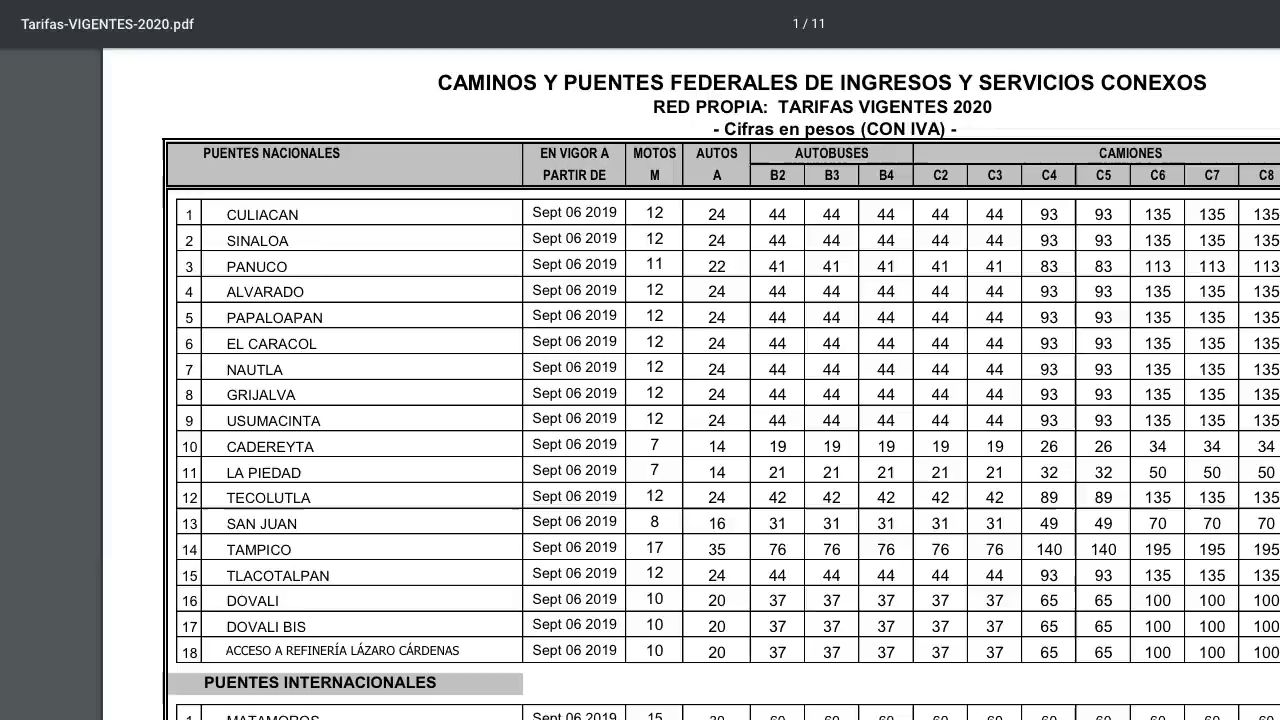 Tarifas-VIGENTES-2020.pdf 1 / 11
CAMINOS Y PUENTES FEDERALES DE INGRESOS Y SERVICIOS CONEXOS
RED PROPIA: TARIFAS VIGENTES 2020
- Cifras en pesos (CON IVA) -
PUENTES NACIONALES EN VIGOR A MOTOS AUTOS AUTOBUSES CAMIONES
PARTIR DE M A B2 B3 B4 C2 C3 C4 C5 C6 C7 C8
1 CULIACAN Sept 06 2019 12 24 44 44 44 44 44 93 93 135 135 135
2 SINALOA Sept 06 2019 12 24 44 44 44 44 44 93 93 135 135 135
3 PANUCO Sept 06 2019 11 22 41 41 41 41 41 83 83 113 113 113
4 ALVARADO Sept 06 2019 12 24 44 44 44 44 44 93 93 135 135 135
5 PAPALOAPAN Sept 06 2019 12 24 44 44 44 44 44 93 93 135 135 135
6 EL CARACOL Sept 06 2019 12 24 44 44 44 44 44 93 93 135 135 135
7 NAUTLA Sept 06 2019 12 24 44 44 44 44 44 93 93 135 135 135
8 GRIJALVA Sept 06 2019 12 24 44 44 44 44 44 93 93 135 135 135
9 USUMACINTA Sept 06 2019 12 24 44 44 44 44 44 93 93 135 135 135
10 CADEREYTA Sept 06 2019 7 14 19 19 19 19 19 26 26 34 34 34
11 LA PIEDAD Sept 06 2019 7 14 21 21 21 21 21 32 32 50 50 50
12 TECOLUTLA Sept 06 2019 12 24 42 42 42 42 42 89 89 135 135 135
13 SAN JUAN Sept 06 2019 8 16 31 31 31 31 31 49 49 70 70 70
14 TAMPICO Sept 06 2019 17 35 76 76 76 76 76 140 140 195 195 195
15 TLACOTALPAN Sept 06 2019 12 24 44 44 44 44 44 93 93 135 135 135
16 DOVALI Sept 06 2019 10 20 37 37 37 37 37 65 65 100 100 100
17 DOVALI BIS Sept 06 2019 10 20 37 37 37 37 37 65 65 100 100 100
18 ACCESO A REFINERÍA LÁZARO CÁRDENAS Sept 06 2019 10 20 37 37 37 37 37 65 65 100 100 100
PUENTES INTERNACIONALES
1 MATAMOROS Sept 06 2019 15